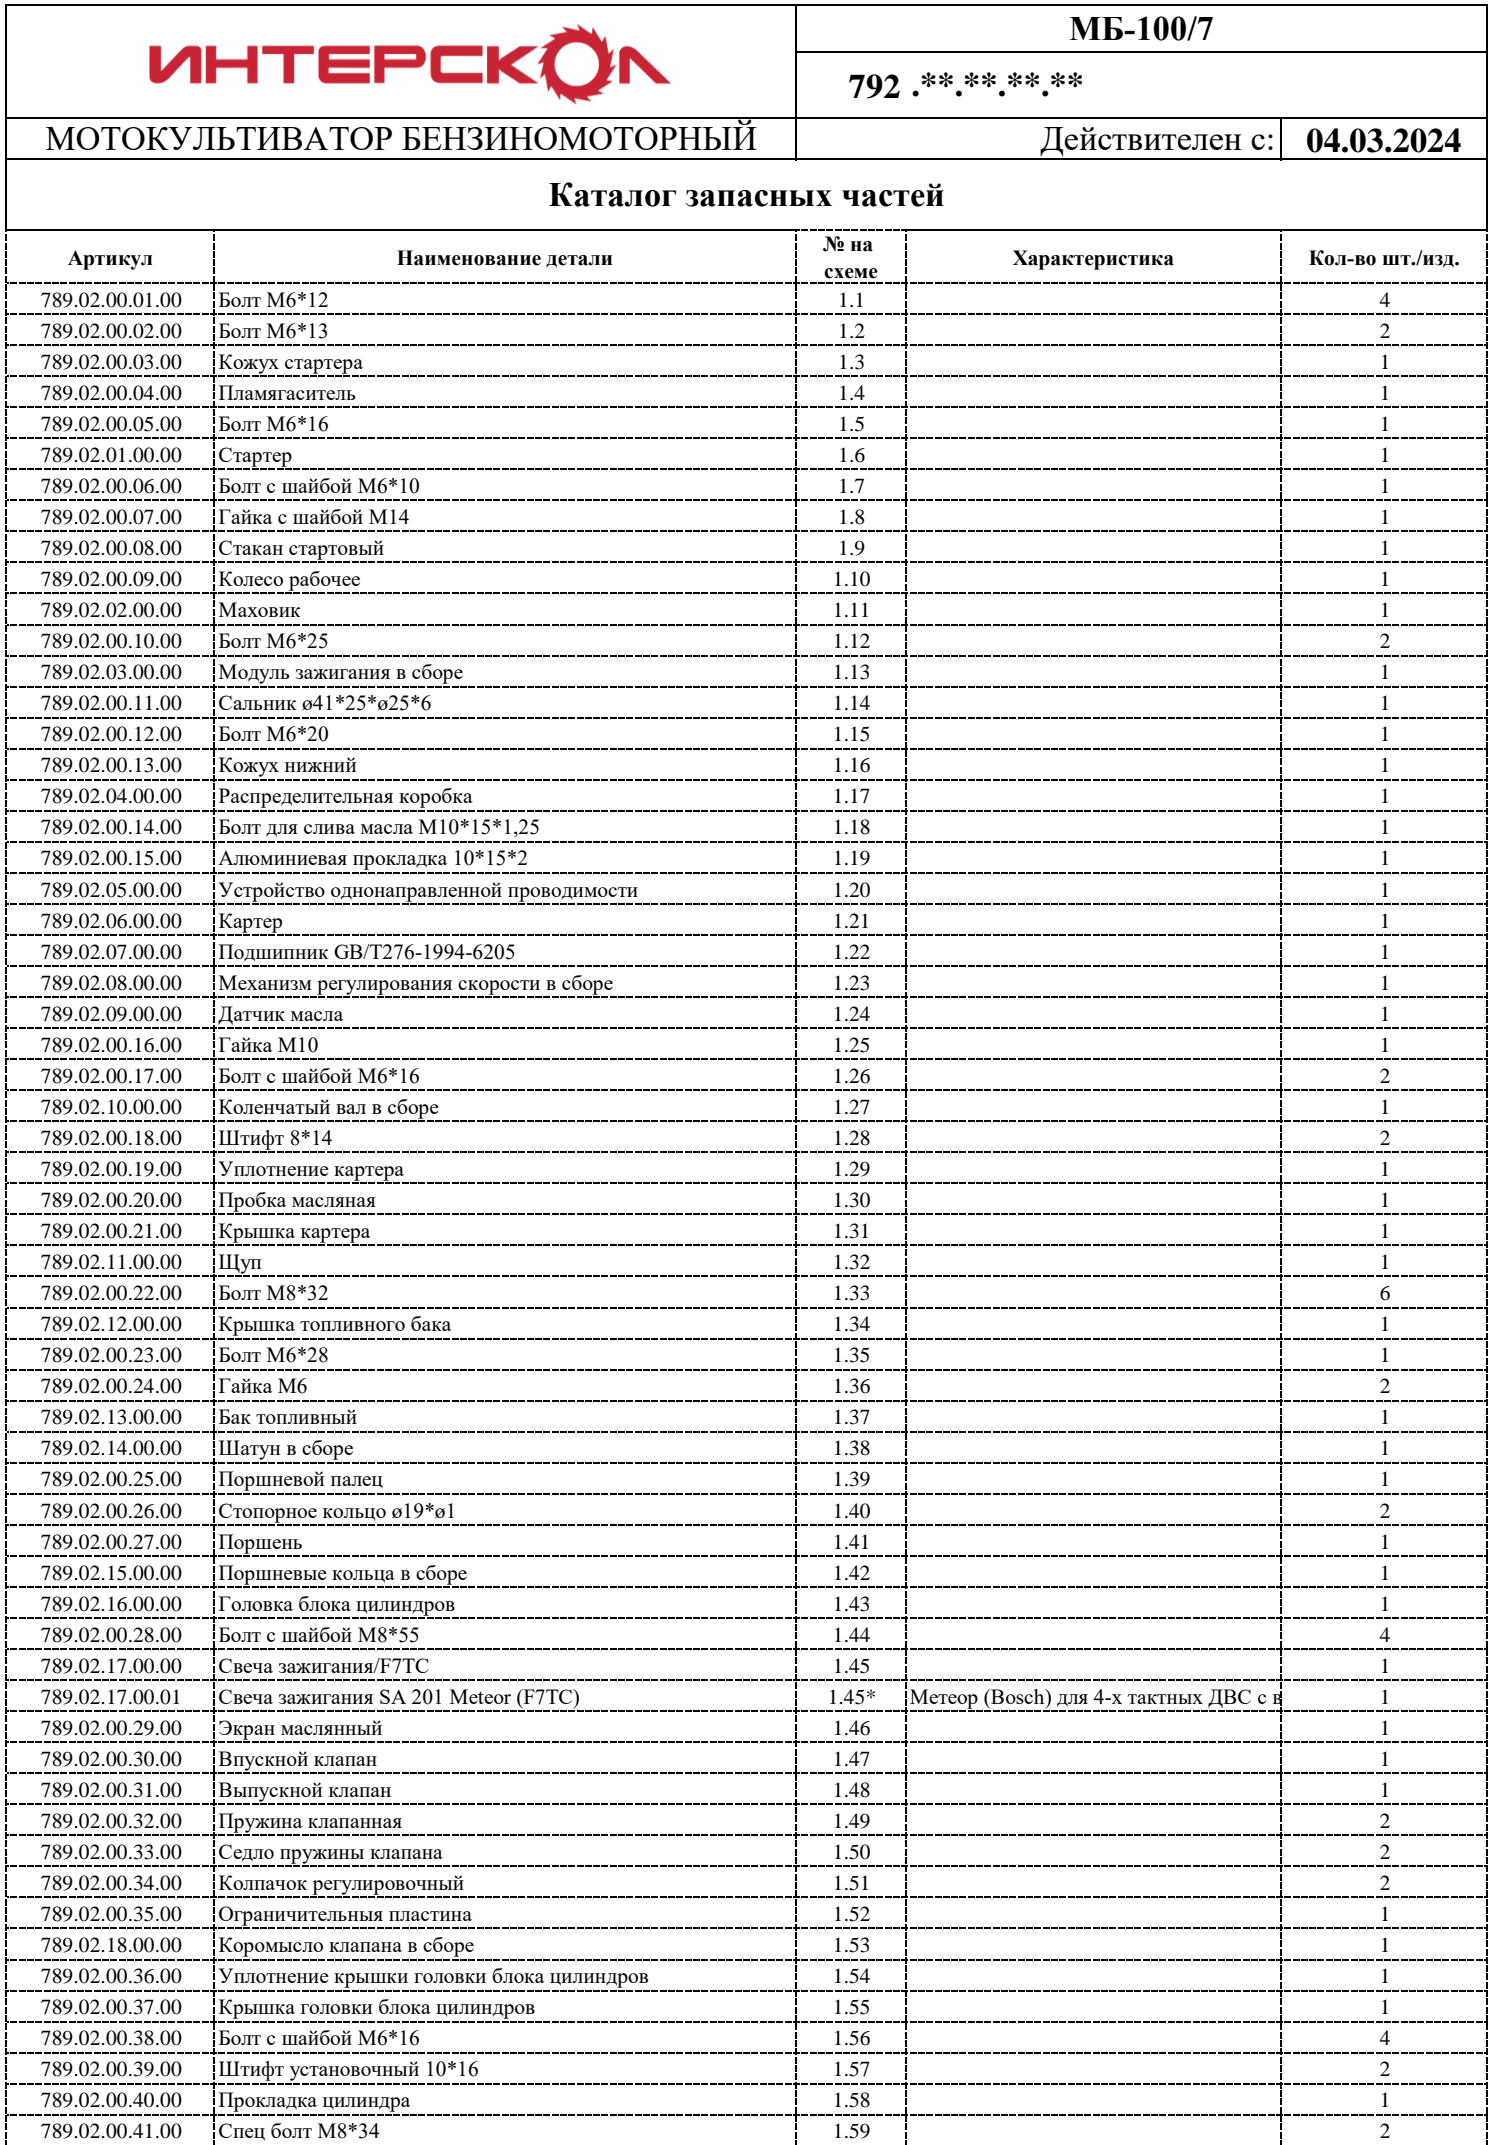 ИНТЕРСКОЛ
МБ-100/7
792 .**.**.**.**
МОТОКУЛЬТИВАТОР БЕНЗИНОМОТОРНЫЙ Действителен с: 04.03.2024
Каталог запасных частей
Артикул Наименование детали № на схеме Характеристика Кол-во шт./изд.
789.02.00.01.00 Болт М6*12 1.1 4
789.02.00.02.00 Болт М6*13 1.2 2
789.02.00.03.00 Кожух стартера 1.3 1
789.02.00.04.00 Пламягаситель 1.4 1
789.02.00.05.00 Болт М6*16 1.5 1
789.02.01.00.00 Стартер 1.6 1
789.02.00.06.00 Болт с шайбой М6*10 1.7 1
789.02.00.07.00 Гайка с шайбой М14 1.8 1
789.02.00.08.00 Стакан стартовый 1.9 1
789.02.00.09.00 Колесо рабочее 1.10 1
789.02.02.00.00 Маховик 1.11 1
789.02.00.10.00 Болт М6*25 1.12 2
789.02.03.00.00 Модуль зажигания в сборе 1.13 1
789.02.00.11.00 Сальник ø41*25*ø25*6 1.14 1
789.02.00.12.00 Болт М6*20 1.15 1
789.02.00.13.00 Кожух нижний 1.16 1
789.02.04.00.00 Распределительная коробка 1.17 1
789.02.00.14.00 Болт для слива масла М10*15*1,25 1.18 1
789.02.00.15.00 Алюминиевая прокладка 10*15*2 1.19 1
789.02.05.00.00 Устройство однонаправленной проводимости 1.20 1
789.02.06.00.00 Картер 1.21 1
789.02.07.00.00 Подшипник GB/T276-1994-6205 1.22 1
789.02.08.00.00 Механизм регулирования скорости в сборе 1.23 1
789.02.09.00.00 Датчик масла 1.24 1
789.02.00.16.00 Гайка М10 1.25 1
789.02.00.17.00 Болт с шайбой М6*16 1.26 2
789.02.10.00.00 Коленчатый вал в сборе 1.27 1
789.02.00.18.00 Штифт 8*14 1.28 2
789.02.00.19.00 Уплотнение картера 1.29 1
789.02.00.20.00 Пробка масляная 1.30 1
789.02.00.21.00 Крышка картера 1.31 1
789.02.11.00.00 Щуп 1.32 1
789.02.00.22.00 Болт М8*32 1.33 6
789.02.12.00.00 Крышка топливного бака 1.34 1
789.02.00.23.00 Болт М6*28 1.35 1
789.02.00.24.00 Гайка М6 1.36 2
789.02.13.00.00 Бак топливный 1.37 1
789.02.14.00.00 Шатун в сборе 1.38 1
789.02.00.25.00 Поршневой палец 1.39 1
789.02.00.26.00 Стопорное кольцо ø19*ø1 1.40 2
789.02.00.27.00 Поршень 1.41 1
789.02.15.00.00 Поршневые кольца в сборе 1.42 1
789.02.16.00.00 Головка блока цилиндров 1.43 1
789.02.00.28.00 Болт с шайбой М8*55 1.44 4
789.02.17.00.00 Свеча зажигания/F7TC 1.45 1
789.02.17.00.01 Свеча зажигания SA 201 Meteor (F7TC) 1.45* Метеор (Bosch) для 4-х тактных ДВС с в 1
789.02.00.29.00 Экран маслянный 1.46 1
789.02.00.30.00 Впускной клапан 1.47 1
789.02.00.31.00 Выпускной клапан 1.48 1
789.02.00.32.00 Пружина клапанная 1.49 2
789.02.00.33.00 Седло пружины клапана 1.50 2
789.02.00.34.00 Колпачок регулировочный 1.51 2
789.02.00.35.00 Ограничительныя пластина 1.52 1
789.02.18.00.00 Коромысло клапана в сборе 1.53 1
789.02.00.36.00 Уплотнение крышки головки блока цилиндров 1.54 1
789.02.00.37.00 Крышка головки блока цилиндров 1.55 1
789.02.00.38.00 Болт с шайбой М6*16 1.56 4
789.02.00.39.00 Штифт установочный 10*16 1.57 2
789.02.00.40.00 Прокладка цилиндра 1.58 1
789.02.00.41.00 Спец болт М8*34 1.59 2